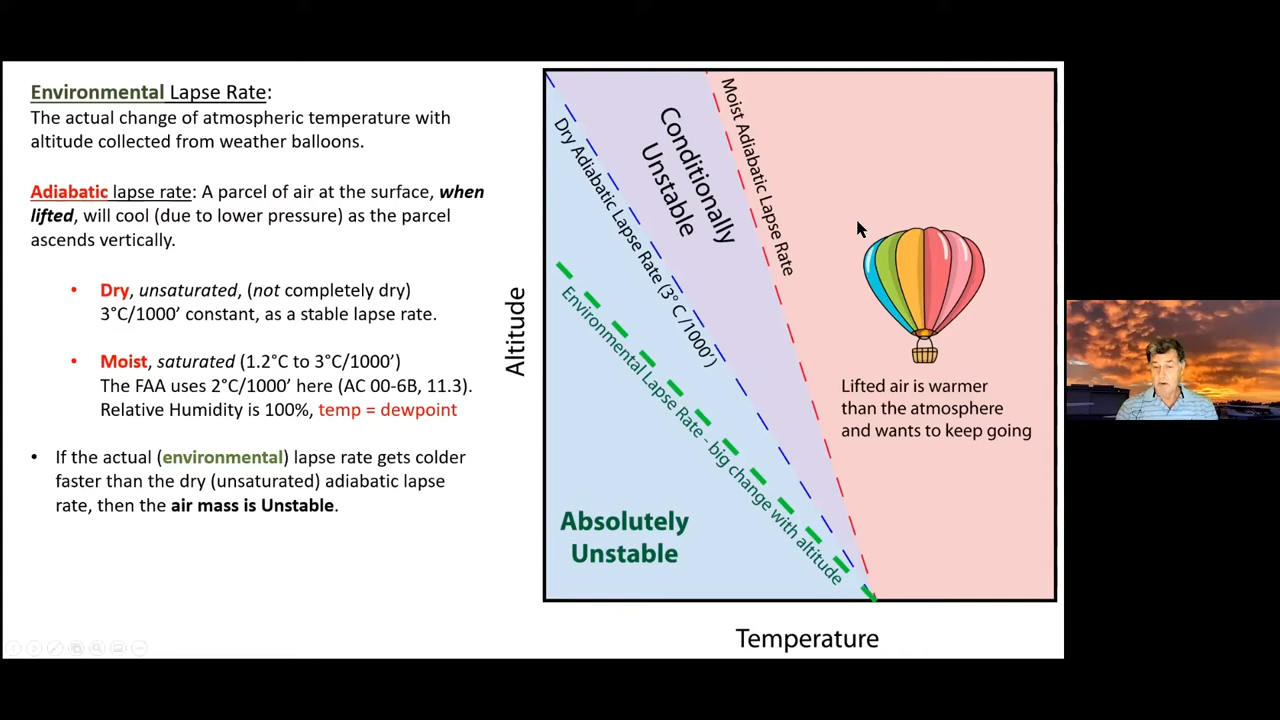 Environmental Lapse Rate:
The actual change of atmospheric temperature with
altitude collected from weather balloons.
Adiabatic lapse rate: A parcel of air at the surface, when
lifted, will cool (due to lower pressure) as the parcel
ascends vertically.
• Dry, unsaturated, (not completely dry)
3°C/1000’ constant, as a stable lapse rate.
• Moist, saturated (1.2°C to 3°C/1000’)
The FAA uses 2°C/1000’ here (AC 00-6B, 11.3).
Relative Humidity is 100%, temp = dewpoint
• If the actual (environmental) lapse rate gets colder
faster than the dry (unsaturated) adiabatic lapse
rate, then the air mass is Unstable.
Altitude
Dry Adiabatic Lapse Rate (3° C /1000’)
Conditionally
Unstable
Moist Adiabatic Lapse Rate
Environmental Lapse Rate - big change with altitude
Absolutely
Unstable
Lifted air is warmer
than the atmosphere
and wants to keep going
Temperature